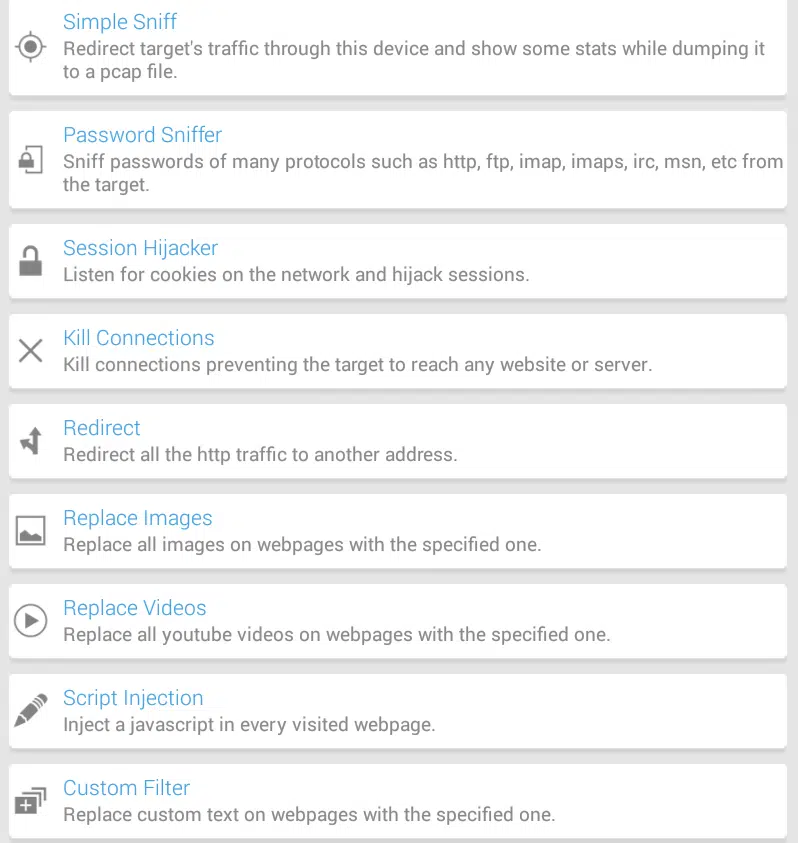 Simple Sniff
Redirect target's traffic through this device and show some stats while dumping it
to a pcap file.
Password Sniffer
Sniff passwords of many protocols such as http, ftp, imap, imaps, irc, msn, etc from
the target.
Session Hijacker
Listen for cookies on the network and hijack sessions.
Kill Connections
Kill connections preventing the target to reach any website or server.
Redirect
Redirect all the http traffic to another address.
Replace Images
Replace all images on webpages with the specified one.
Replace Videos
Replace all youtube videos on webpages with the specified one.
Script Injection
Inject a javascript in every visited webpage.
Custom Filter
Replace custom text on webpages with the specified one.